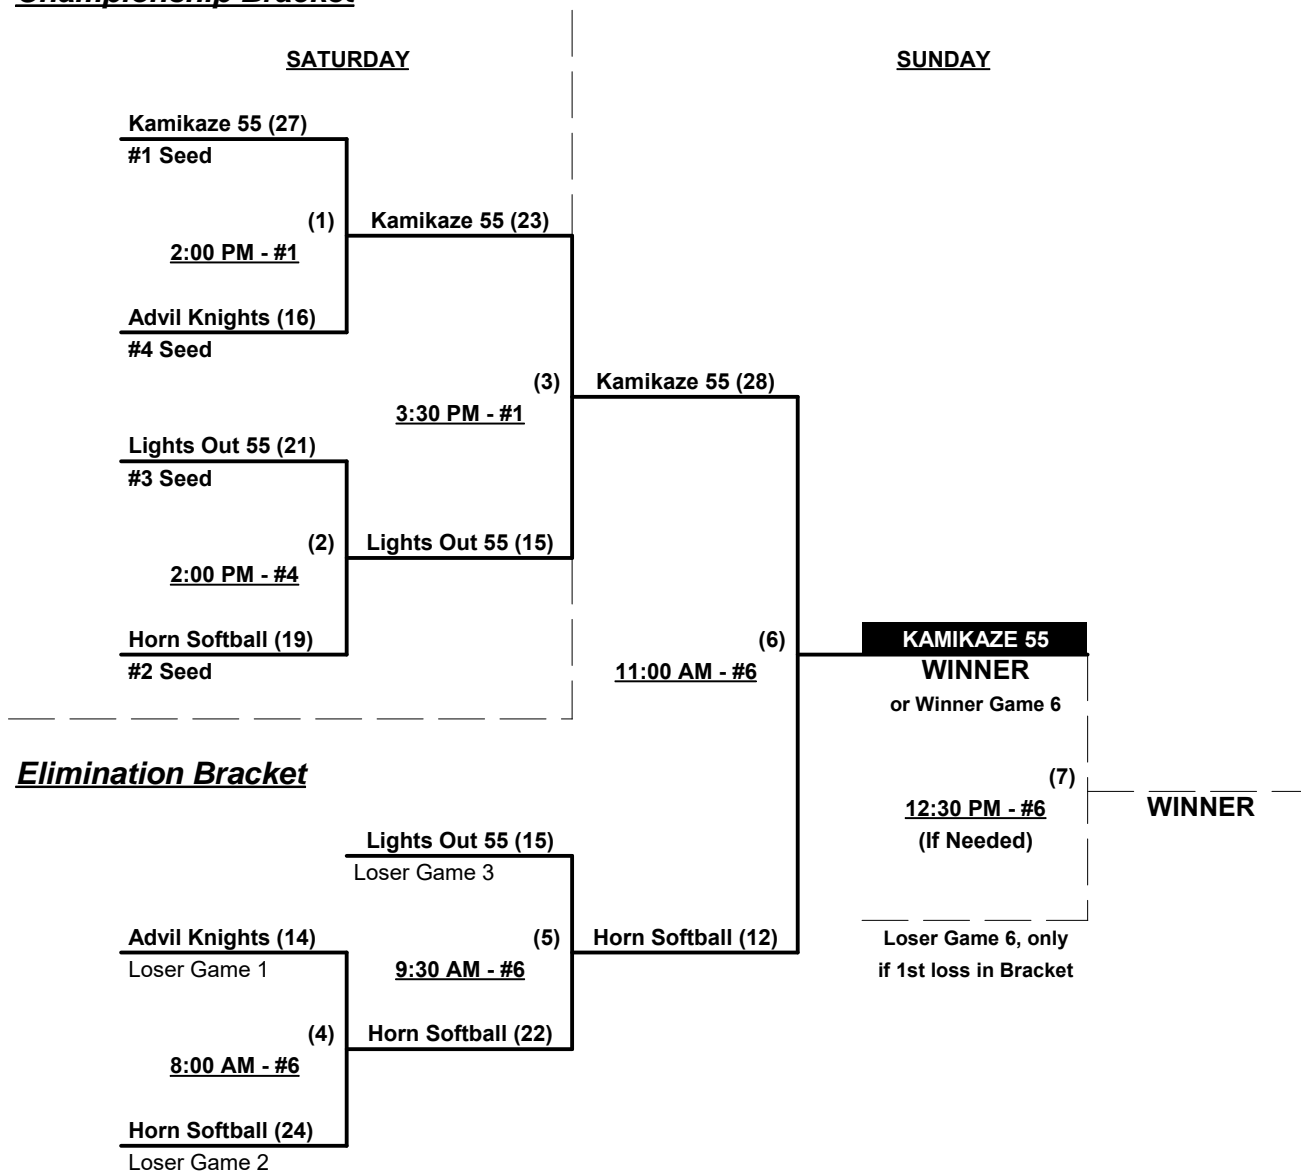 Championship Bracket
SATURDAY
SUNDAY
Kamikaze 55 (27)
#1 Seed
(1)
Kamikaze 55 (23)
2:00 PM - #1
Advil Knights (16)
#4 Seed
(3)
Kamikaze 55 (28)
3:30 PM - #1
Lights Out 55 (21)
#3 Seed
(2)
Lights Out 55 (15)
2:00 PM - #4
Horn Softball (19)
#2 Seed
(6)
KAMIKAZE 55
11:00 AM - #6
WINNER
or Winner Game 6
Elimination Bracket
(7)
12:30 PM - #6
WINNER
(If Needed)
Lights Out 55 (15)
Loser Game 3
Advil Knights (14)
Loser Game 1
(5)
Horn Softball (12)
9:30 AM - #6
Loser Game 6, only
if 1st loss in Bracket
(4)
Horn Softball (22)
8:00 AM - #6
Horn Softball (24)
Loser Game 2